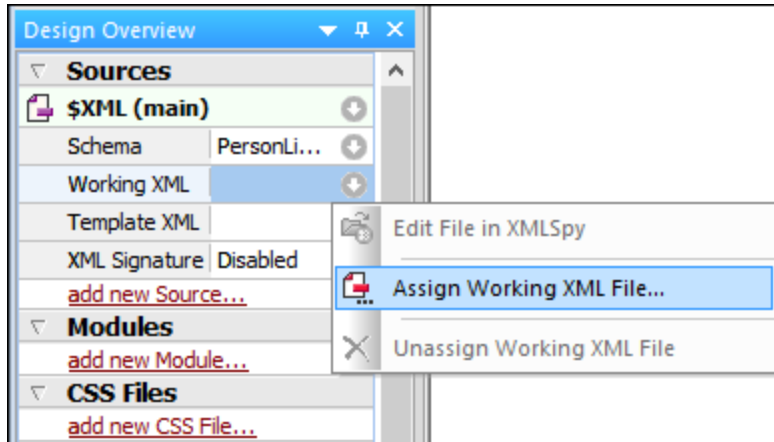 Design Overview
Sources
$XML (main)
Schema PersonLi...
Working XML
Template XML
Edit File in XMLSpy
XML Signature Disabled
Assign Working XML File...
add new Source...
Modules
Unassign Working XML File
add new Module...
CSS Files
add new CSS File...